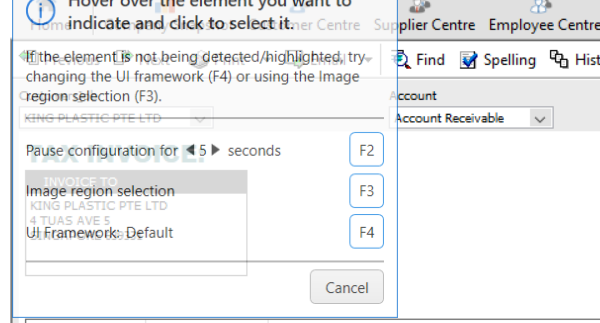 Hover over the element you want to
indicate and click to select it.
Home
Customer Centre
Supplier Centre
Employee Centre
If the element is not being detected/highlighted, try
changing the UI framework (F4) or using the Image
region selection (F3).
Find
Spelling
Account
KING PLASTIC PTE LTD
Account Receivable
Pause configuration for 5 seconds
F2
TAX INVOICE
INVOICE TO
Image region selection
F3
KING PLASTIC PTE LTD
4 TUAS AVE 5
UI Framework: Default
F4
Cancel